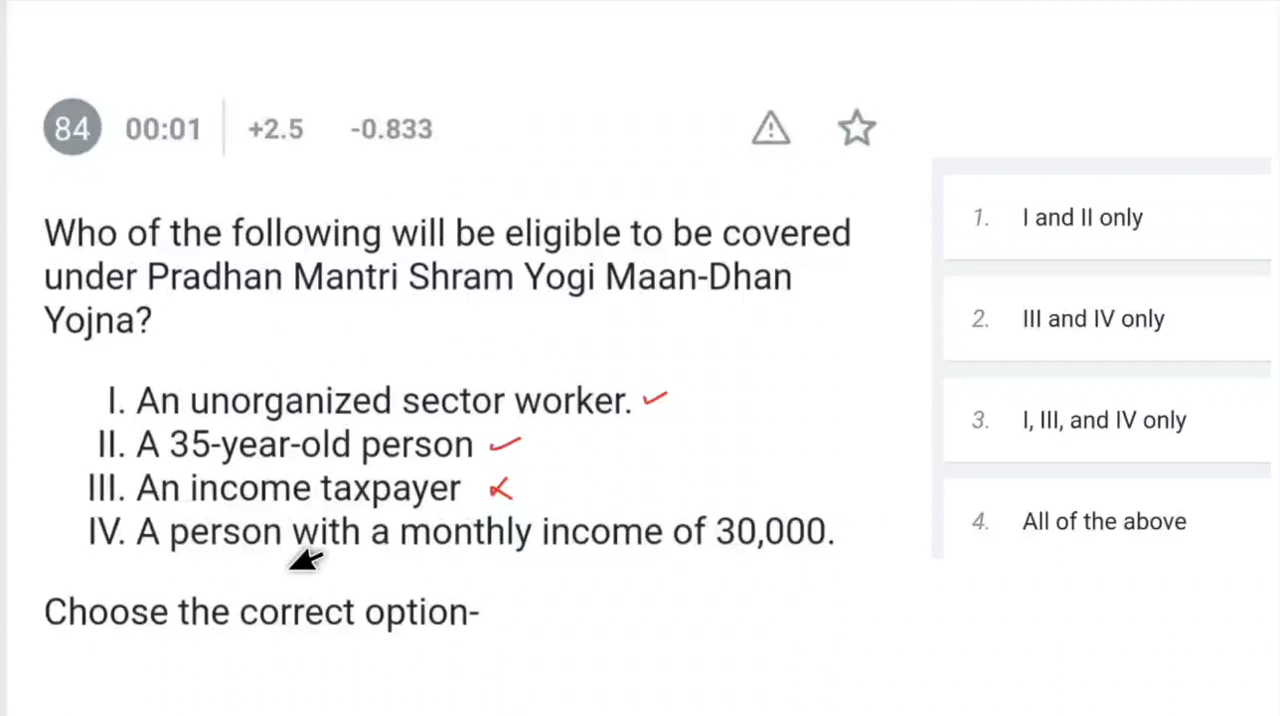 84 00:01 +2.5 -0.833
Who of the following will be eligible to be covered
under Pradhan Mantri Shram Yogi Maan-Dhan
Yojna?
I. An unorganized sector worker.
II. A 35-year-old person
III. An income taxpayer
IV. A person with a monthly income of 30,000.
Choose the correct option-
1. I and II only
2. III and IV only
3. I, III, and IV only
4. All of the above